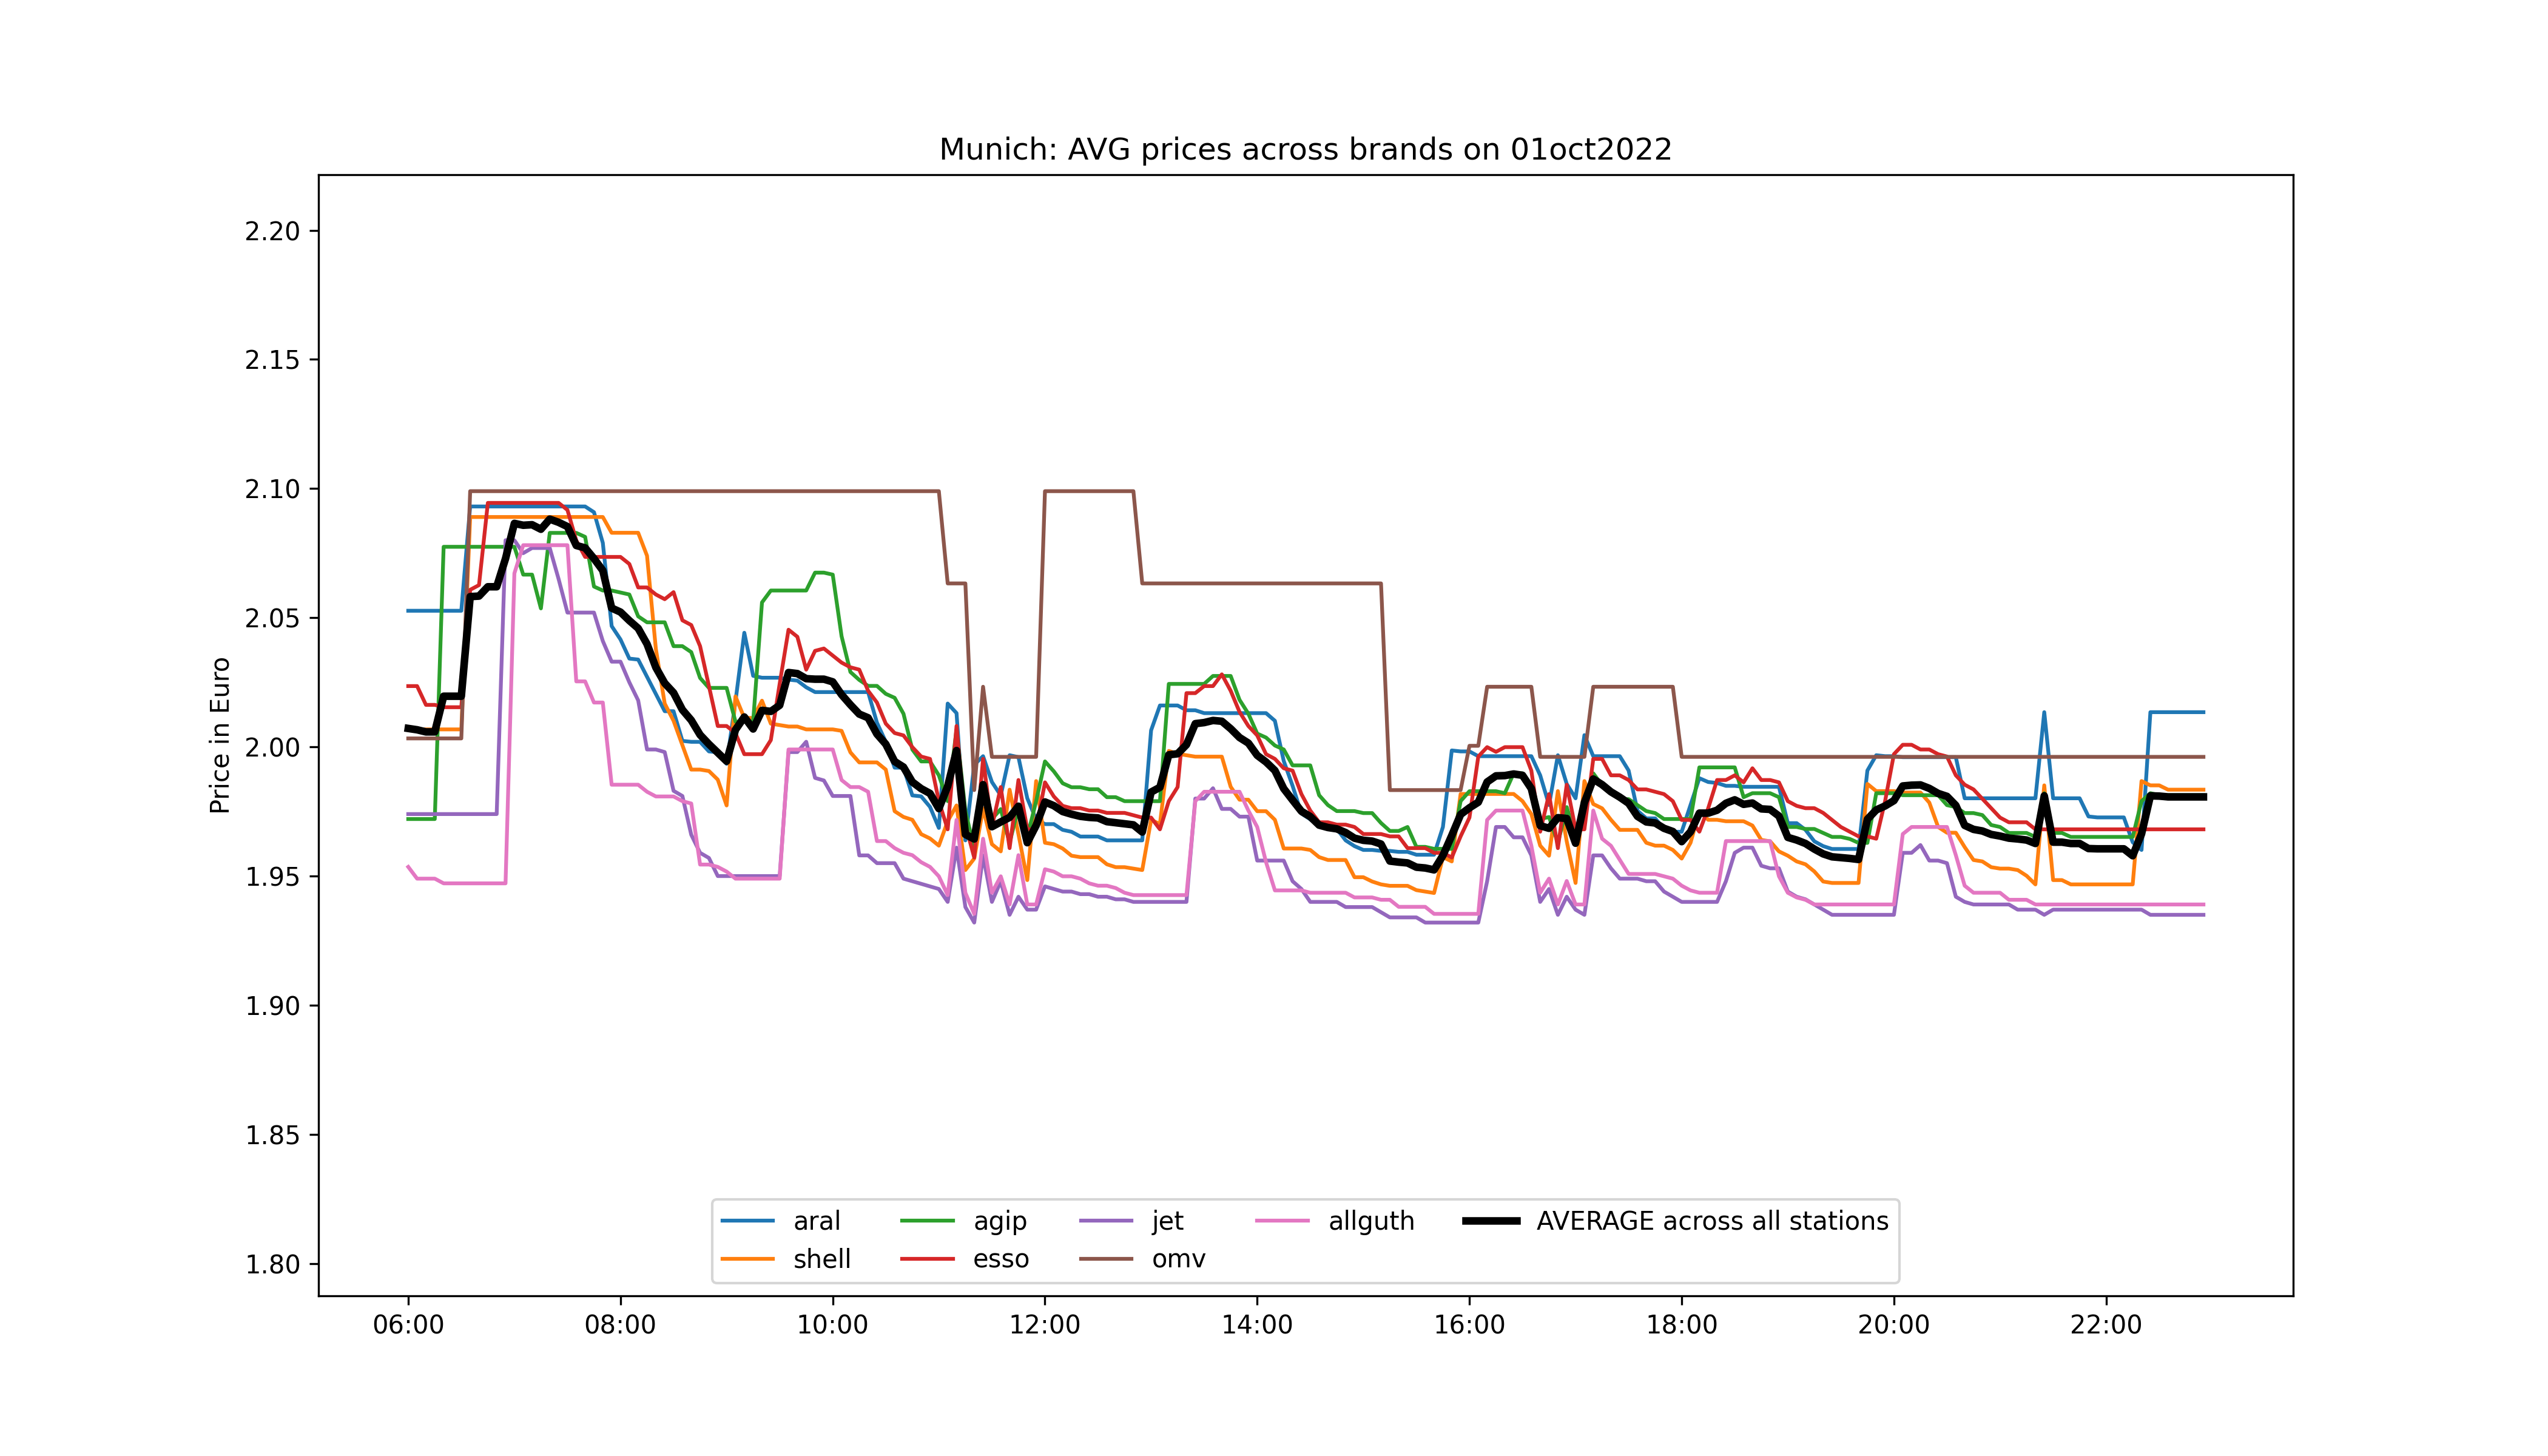 Munich: AVG prices across brands on 01oct2022
Price in Euro
2.20
2.15
2.10
2.05
2.00
1.95
1.90
1.85
1.80
aral
shell
agip
esso
jet
omv
allguth
AVERAGE across all stations
06:00 08:00 10:00 12:00 14:00 16:00 18:00 20:00 22:00